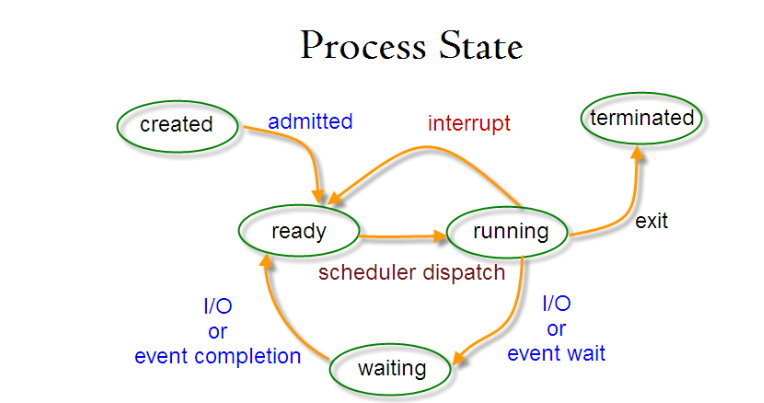 Process State
created
admitted
interrupt
terminated
ready
running
exit
scheduler dispatch
I/O
or
event completion
I/O
or
event wait
waiting